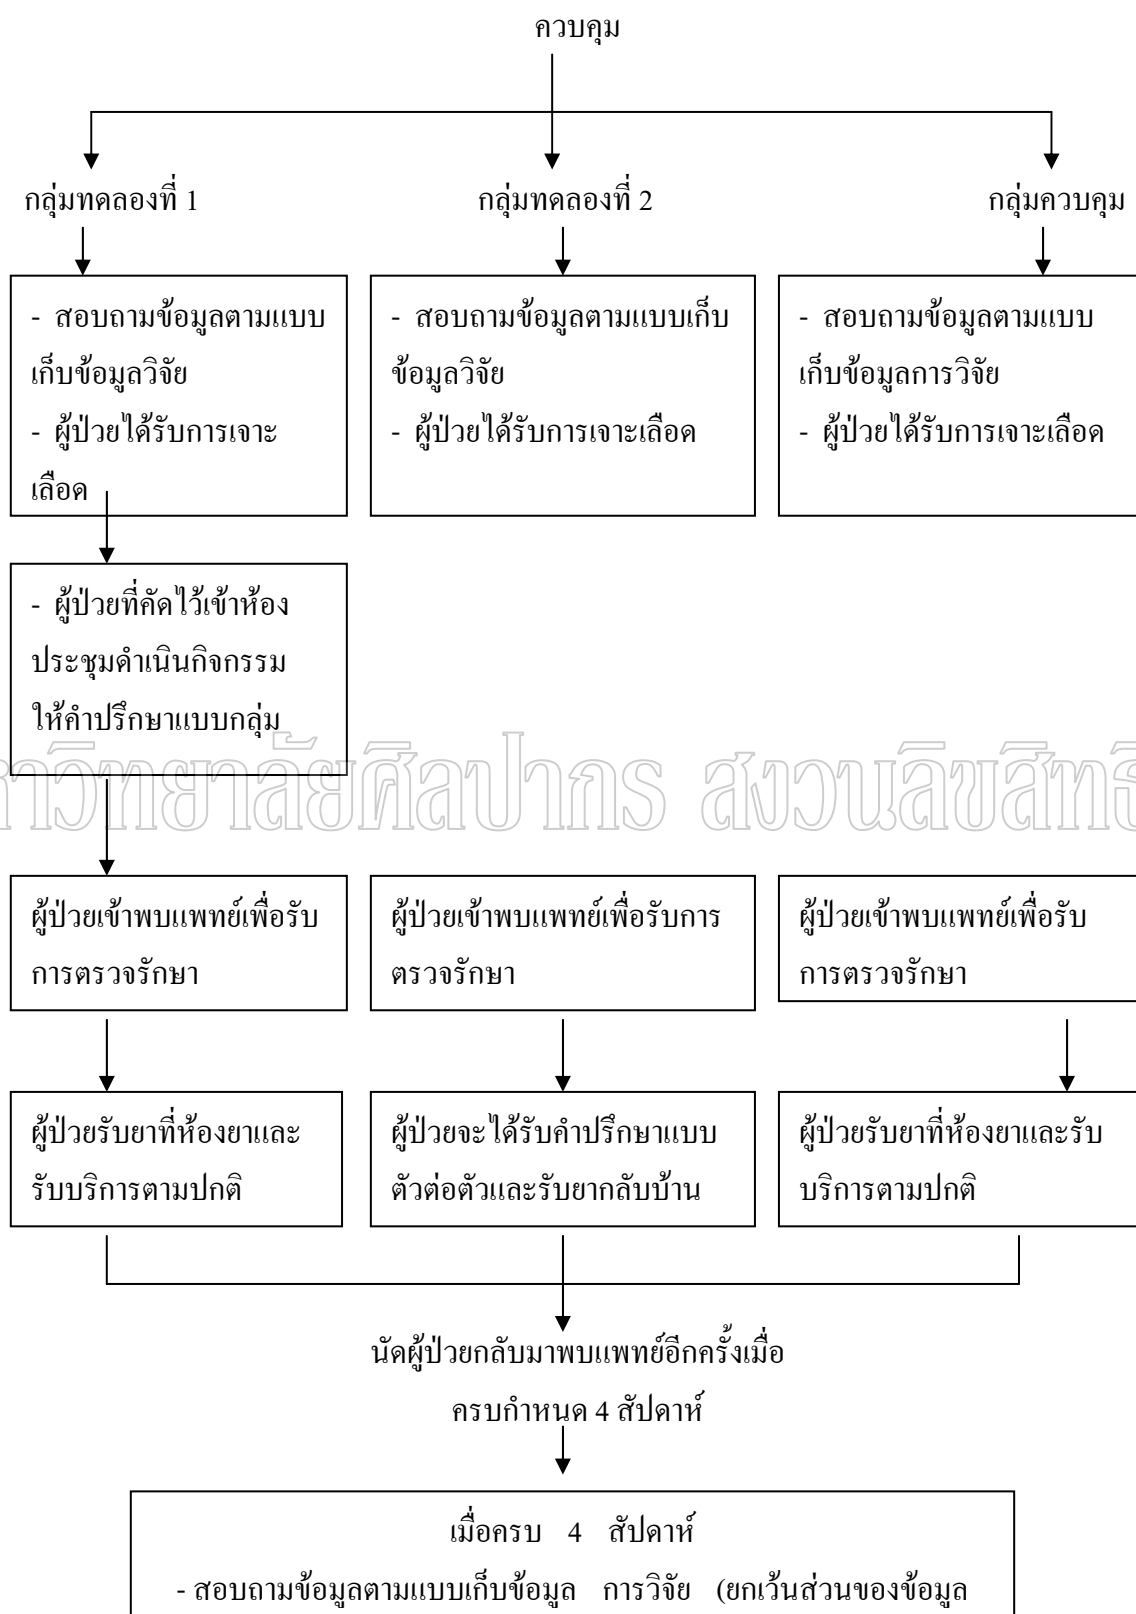 ควบคุม
กลุ่มทดลองที่ 1
กลุ่มทดลองที่ 2
กลุ่มควบคุม
- สอบถามข้อมูลตามแบบ
เก็บข้อมูลวิจัย
- ผู้ป่วยได้รับการเจาะ
เลือด
- สอบถามข้อมูลตามแบบเก็บ
ข้อมูลวิจัย
- ผู้ป่วยได้รับการเจาะเลือด
- สอบถามข้อมูลตามแบบ
เก็บข้อมูลการวิจัย
- ผู้ป่วยได้รับการเจาะเลือด
- ผู้ป่วยที่คัดไว้เข้าห้อง
ประชุมดำเนินกิจกรรม
ให้คำปรึกษาแบบกลุ่ม
หาวิทยาลัยศิลปากร สงวนลิขสิทธิ
ผู้ป่วยเข้าพบแพทย์เพื่อรับ
การตรวจรักษา
ผู้ป่วยเข้าพบแพทย์เพื่อรับการ
ตรวจรักษา
ผู้ป่วยเข้าพบแพทย์เพื่อรับ
การตรวจรักษา
ผู้ป่วยรับยาที่ห้องยาและ
รับบริการตามปกติ
ผู้ป่วยจะได้รับคำปรึกษาแบบ
ตัวต่อตัวและรับยากลับบ้าน
ผู้ป่วยรับยาที่ห้องยาและรับ
บริการตามปกติ
นัดผู้ป่วยกลับมาพบแพทย์อีกครั้งเมื่อ
ครบกำหนด 4 สัปดาห์
เมื่อครบ 4 สัปดาห์
- สอบถามข้อมูลตามแบบเก็บข้อมูล การวิจัย (ยกเว้นส่วนของข้อมูล